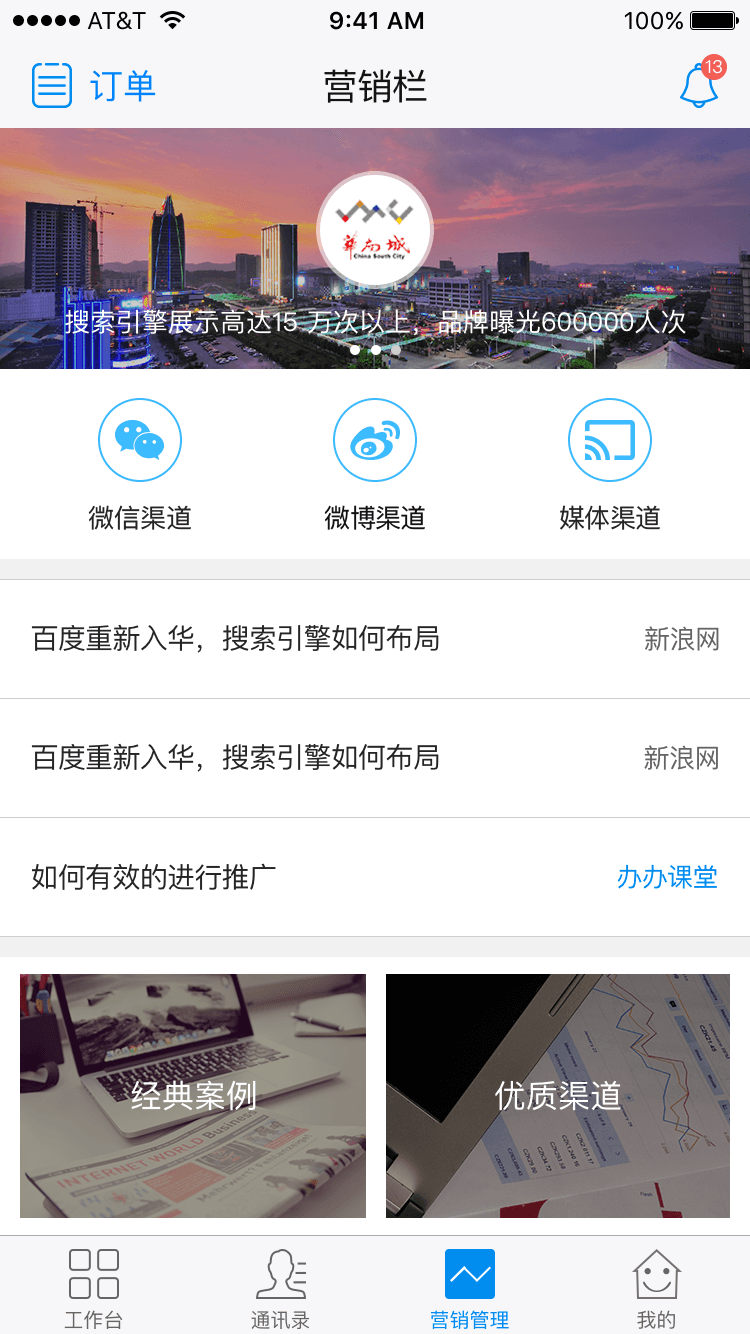 AT&T 9:41 AM 100%
订单 营销栏 13
华南城
China South City
搜索引擎展示高达15 万次以上，品牌曝光600000人次
微信渠道 微博渠道 媒体渠道
百度重新入华，搜索引擎如何布局 新浪网
百度重新入华，搜索引擎如何布局 新浪网
如何有效的进行推广 办办课堂
经典案例 优质渠道
INTERNET WORLD Business
工作台 通讯录 营销管理 我的